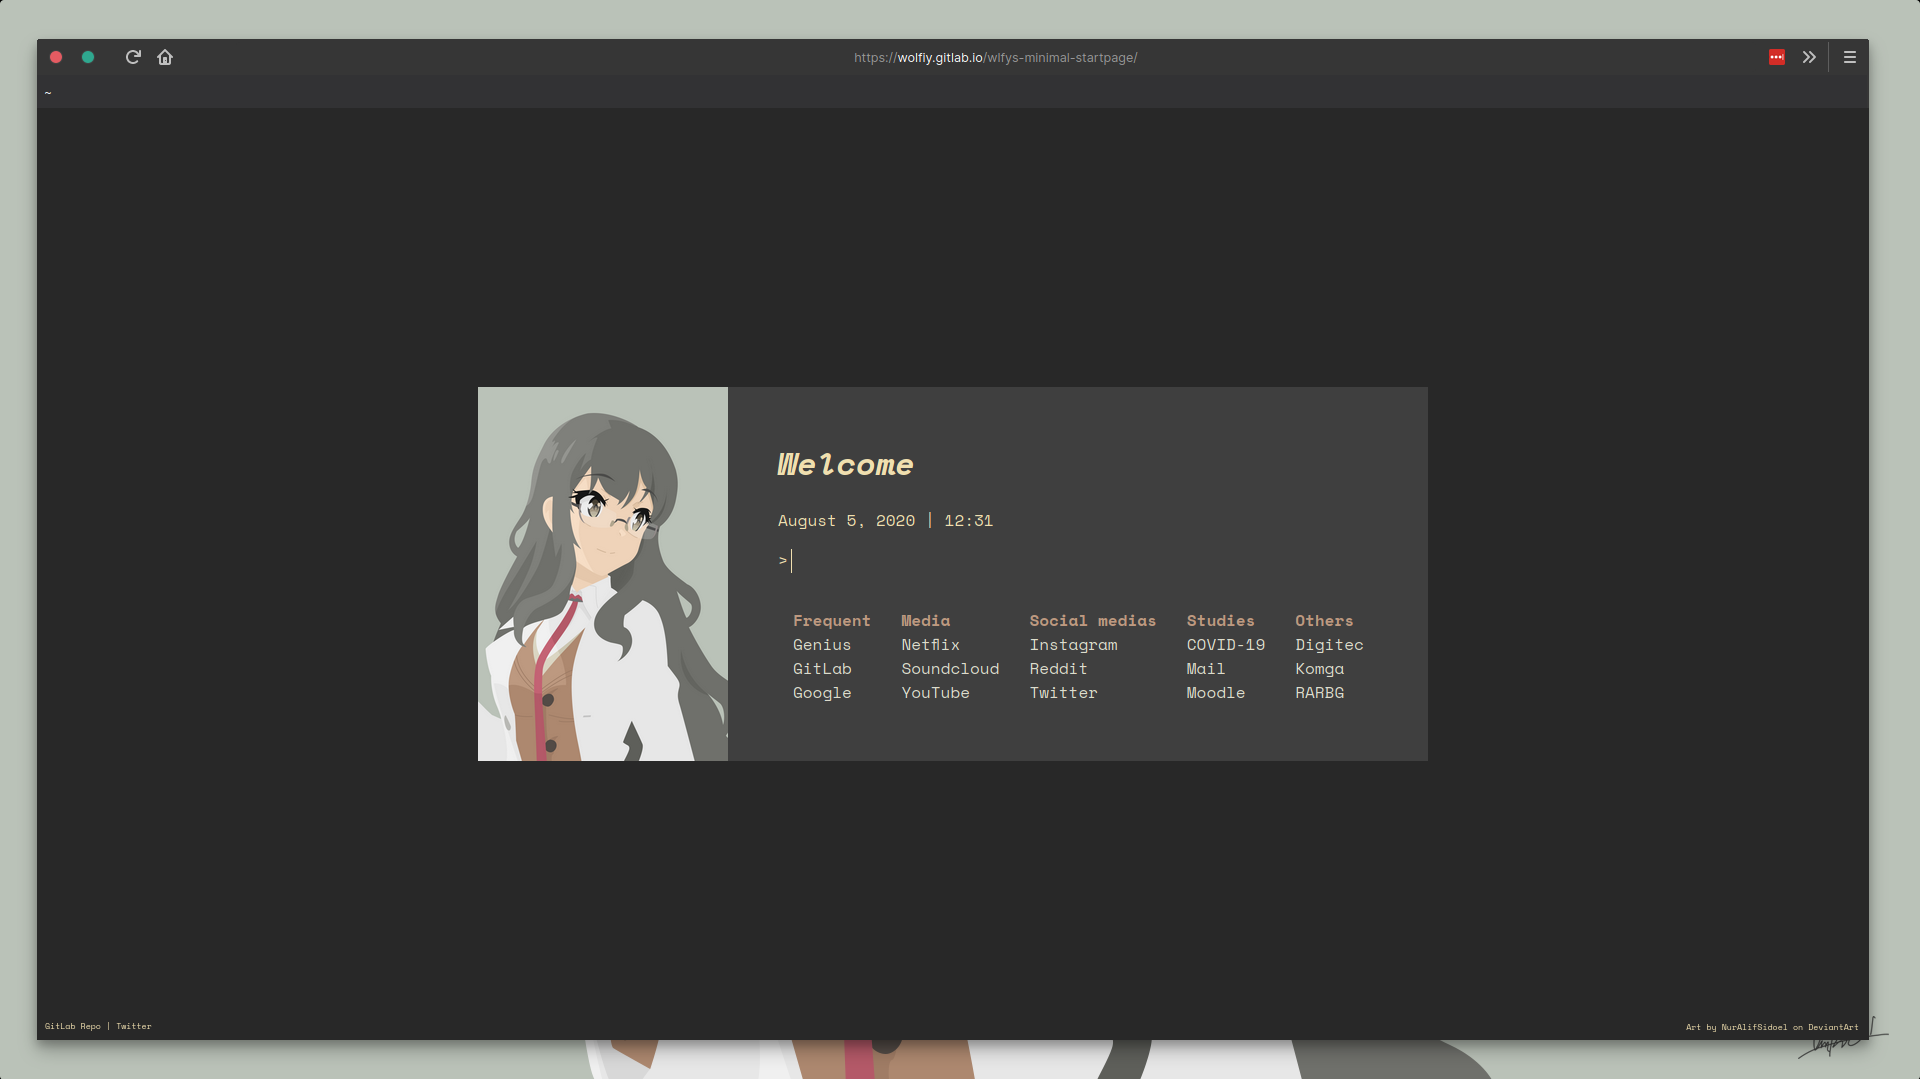 https://wolfiy.gitlab.io/wlfys-minimal-startpage/
~
Welcome
August 5, 2020 | 12:31
>
Frequent Media Social medias Studies Others
Genius Netflix Instagram COVID-19 Digitec
GitLab Soundcloud Reddit Mail Komga
Google YouTube Twitter Moodle RARBG
GitLab Repo | Twitter
Art by NurAlifSidoel on DeviantArt